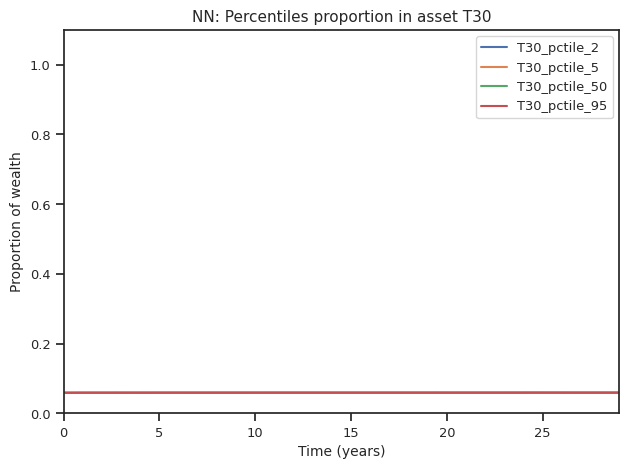 NN: Percentiles proportion in asset T30
T30_pctile_2
T30_pctile_5
T30_pctile_50
T30_pctile_95
Proportion of wealth
1.0
0.8
0.6
0.4
0.2
0.0
0 5 10 15 20 25
Time (years)